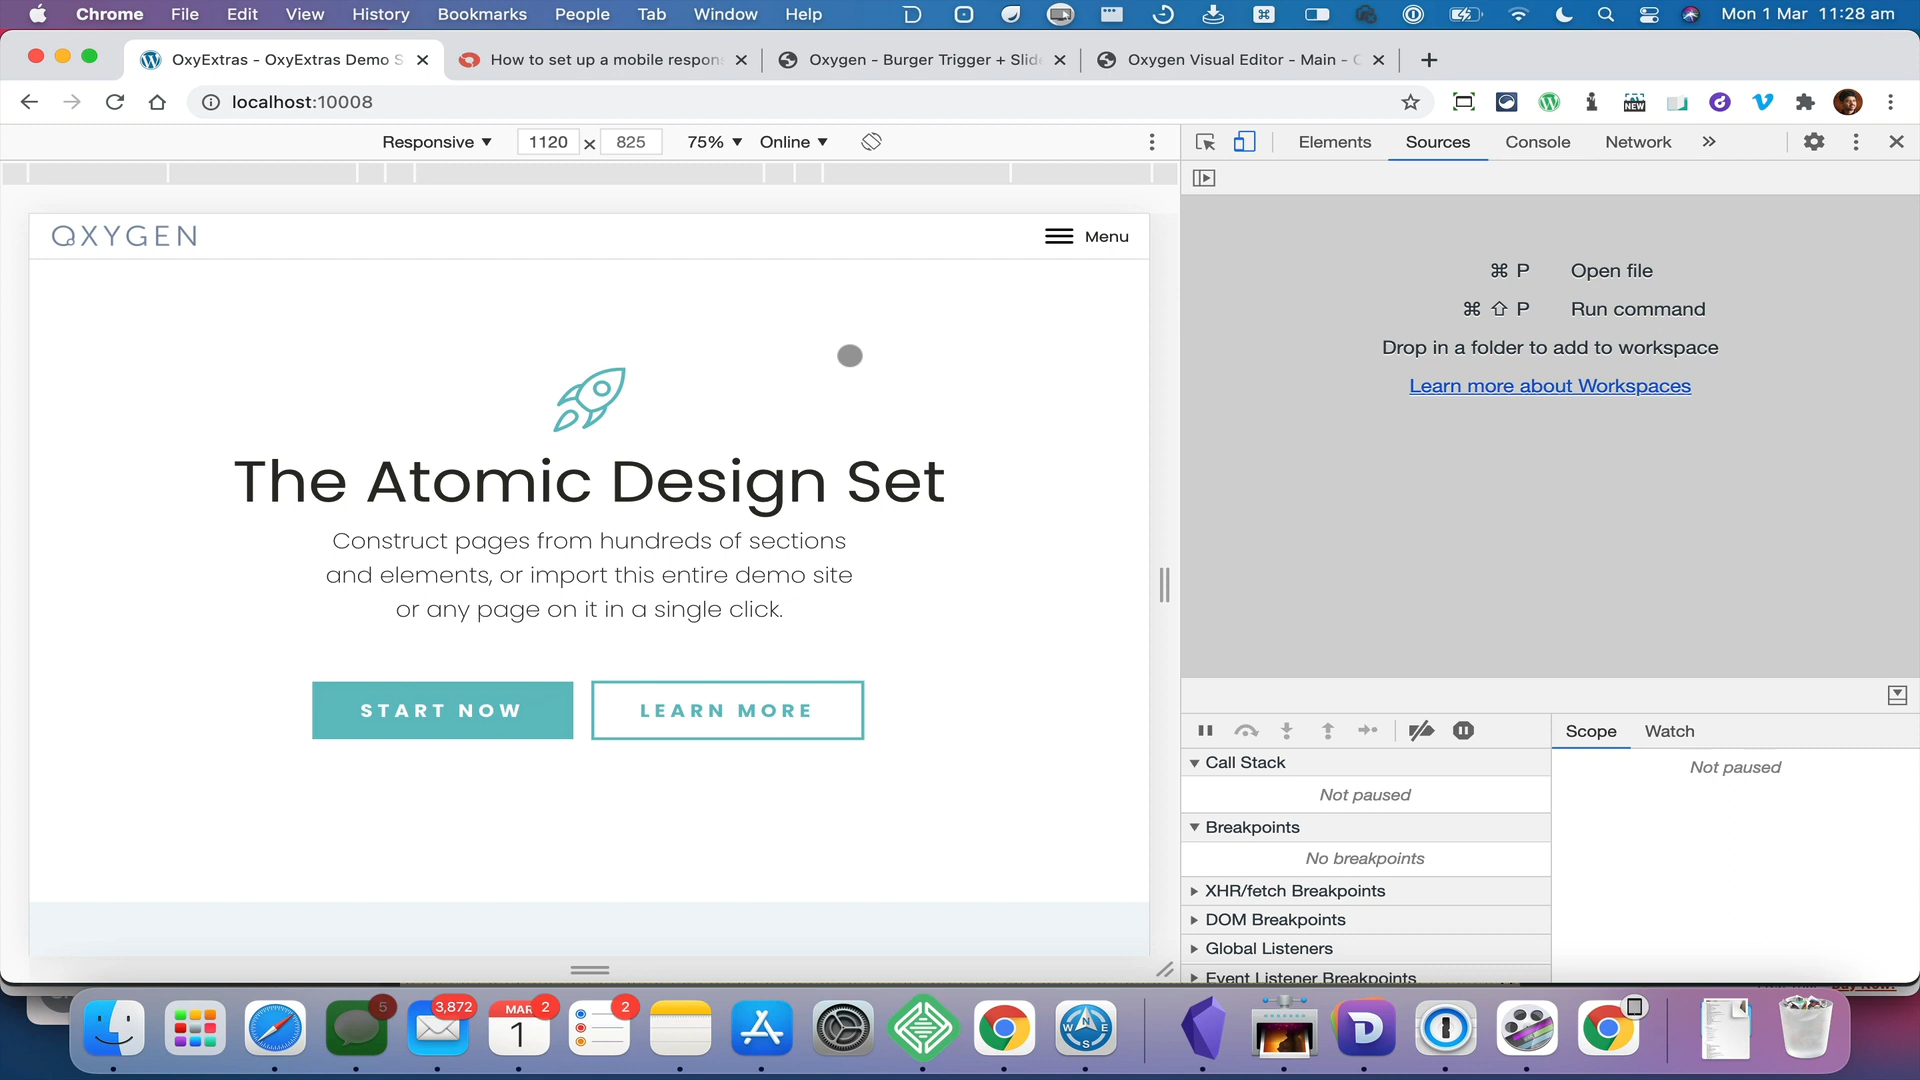 Chrome File Edit View History Bookmarks People Tab Window Help Mon 1 Mar 11:28 am
OxyExtras - OxyExtras Demo S
How to set up a mobile respon
Oxygen - Burger Trigger + Slid
Oxygen Visual Editor - Main -
localhost:10008
NEW
Responsive 1120 × 825 75% Online
Elements Sources Console Network
OXYGEN
Menu
The Atomic Design Set
Construct pages from hundreds of sections
and elements, or import this entire demo site
or any page on it in a single click.
START NOW
LEARN MORE
⌘ P Open file
⌘ ⇧ P Run command
Drop in a folder to add to workspace
Learn more about Workspaces
Scope Watch
Not paused
Call Stack
Not paused
Breakpoints
No breakpoints
XHR/fetch Breakpoints
DOM Breakpoints
Global Listeners
Event Listener Breakpoints
5
3,872
MAR
1
2
2
N
W E
S
D